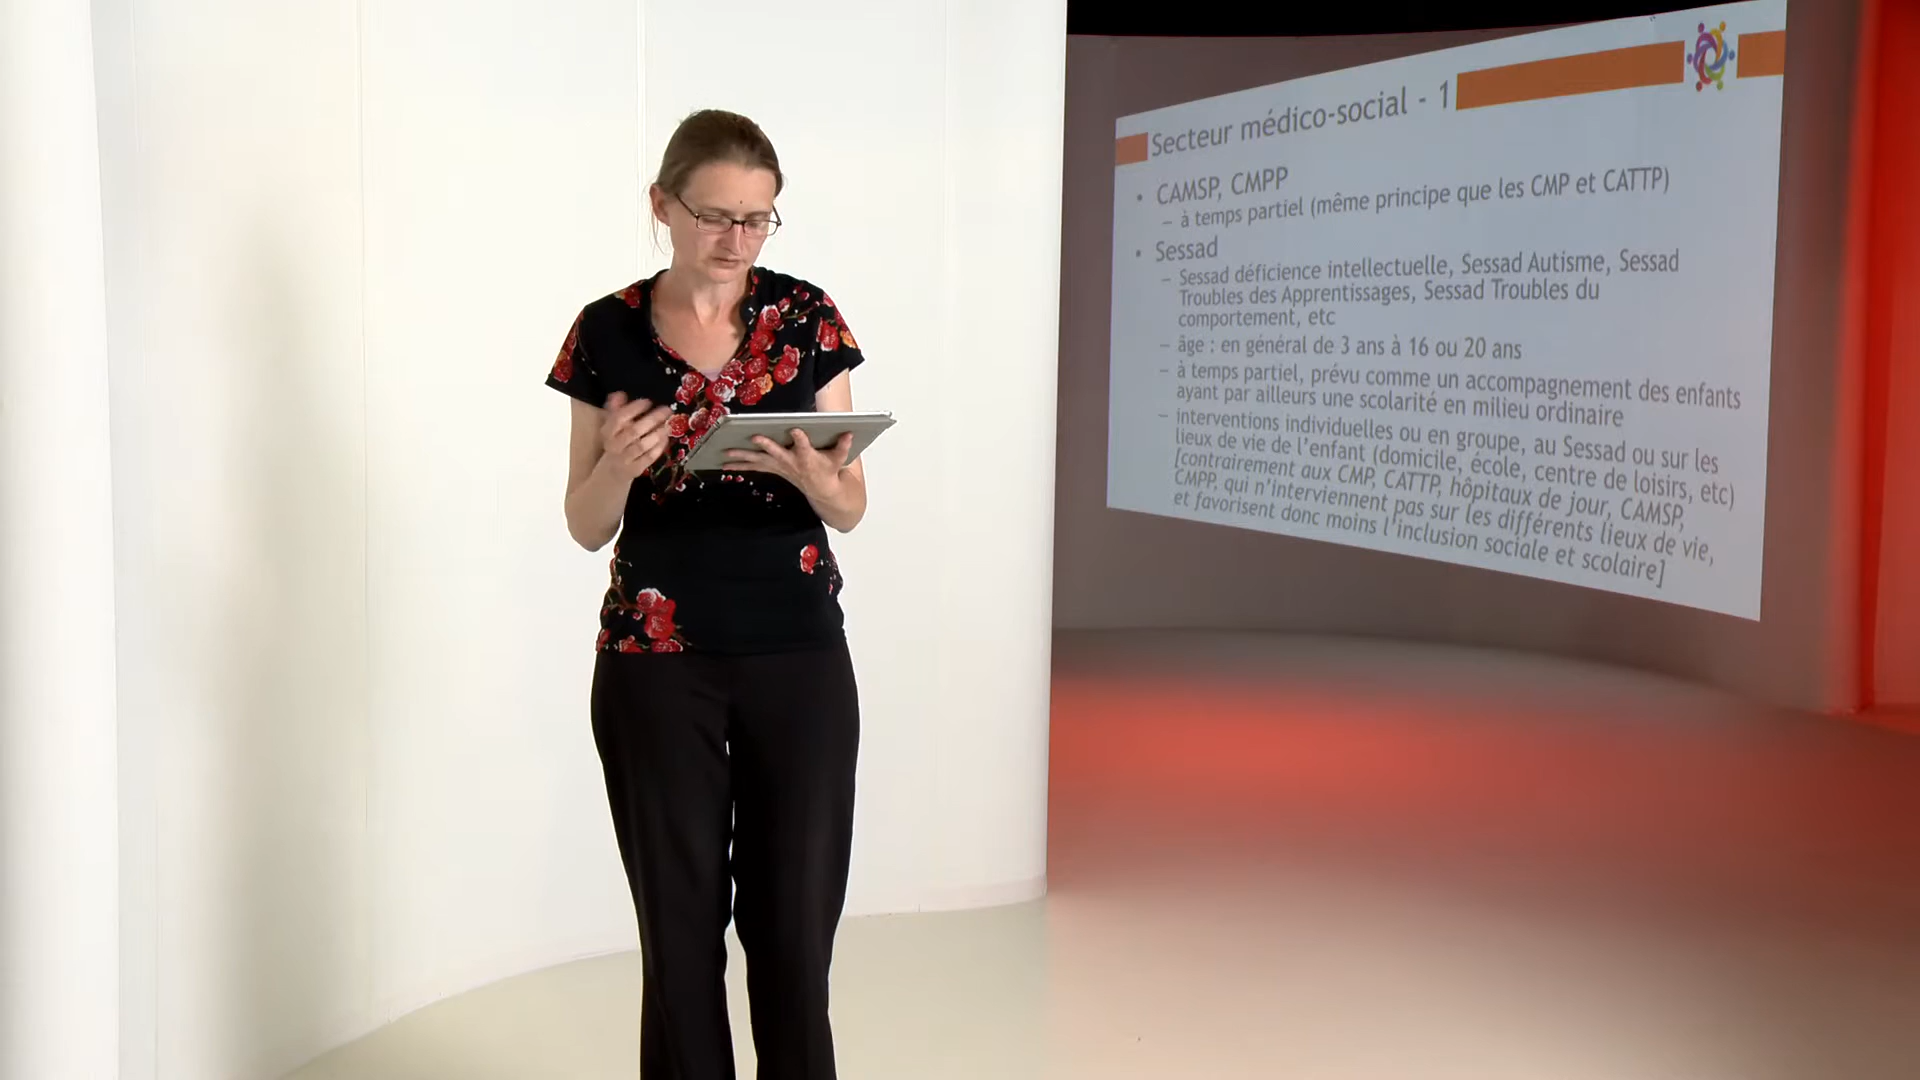 Secteur médico-social - 1
• CAMSP, CMPP
– à temps partiel (même principe que les CMP et CATTP)
• Sessad
– Sessad déficience intellectuelle, Sessad Autisme, Sessad
Troubles des Apprentissages, Sessad Troubles du
comportement, etc
– âge : en général de 3 ans à 16 ou 20 ans
– à temps partiel, prévu comme un accompagnement des enfants
ayant par ailleurs une scolarité en milieu ordinaire
– interventions individuelles ou en groupe, au Sessad ou sur les
lieux de vie de l'enfant (domicile, école, centre de loisirs, etc)
[contrairement aux CMP, CATTP, hôpitaux de jour, CAMSP,
CMPP, qui n'interviennent pas sur les différents lieux de vie,
et favorisent donc moins l'inclusion sociale et scolaire]